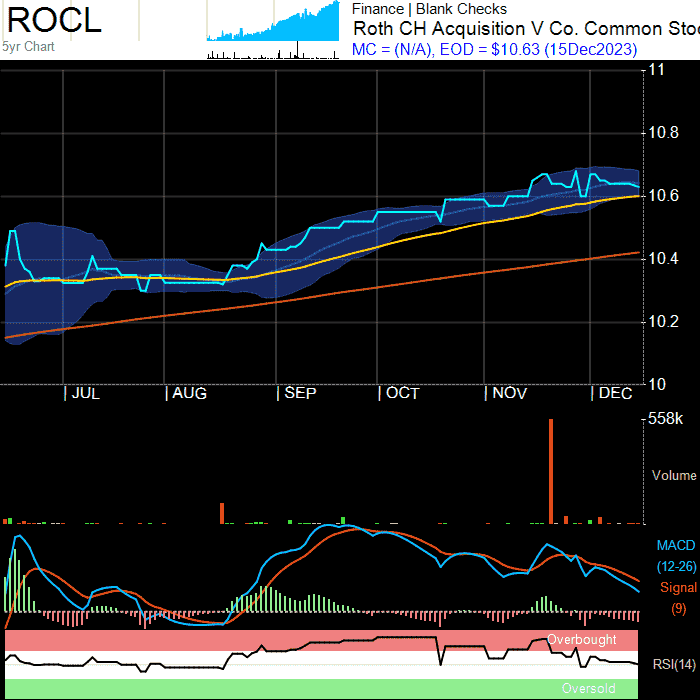 ROCL
5yr Chart
Finance | Blank Checks
Roth CH Acquisition V Co. Common Sto
MC = (N/A), EOD = $10.63 (15Dec2023)
11
10.8
10.6
10.4
10.2
10
JUL AUG SEP OCT NOV DEC
558k
Volume
MACD
(12-26)
Signal
(9)
Overbought
RSI(14)
Oversold